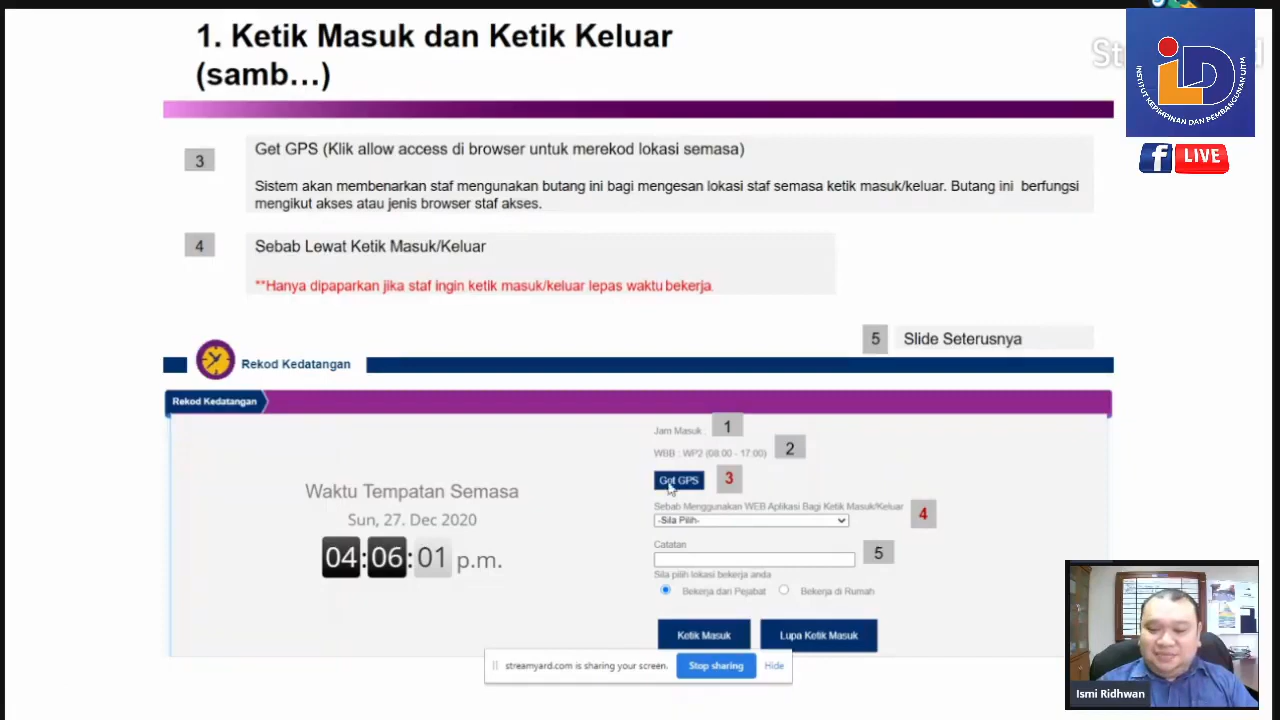 1. Ketik Masuk dan Ketik Keluar
(samb…)
INSTITUT KEPIMPINAN DAN PEMBANGUNAN UiTM
f LIVE
3
Get GPS (Klik allow access di browser untuk merekod lokasi semasa)
Sistem akan membenarkan staf mengunakan butang ini bagi mengesan lokasi staf semasa ketik masuk/keluar. Butang ini berfungsi
mengikut akses atau jenis browser staf akses.
4
Sebab Lewat Ketik Masuk/Keluar
**Hanya dipaparkan jika staf ingin ketik masuk/keluar lepas waktu bekerja.
5
Slide Seterusnya
Rekod Kedatangan
Rekod Kedatangan
Jam Masuk : 1
WBB : WP2 (08:00 - 17:00) 2
Get GPS 3
Waktu Tempatan Semasa
Sun, 27. Dec 2020
04:06:01 p.m.
Sebab Menggunakan WEB Aplikasi Bagi Ketik Masuk/Keluar
-Sila Pilih- 4
Catatan
5
Sila pilih lokasi bekerja anda
Bekerja dari Pejabat Bekerja di Rumah
Ketik Masuk Lupa Ketik Masuk
streamyard.com is sharing your screen. Stop sharing Hide
Ismi Ridhwan